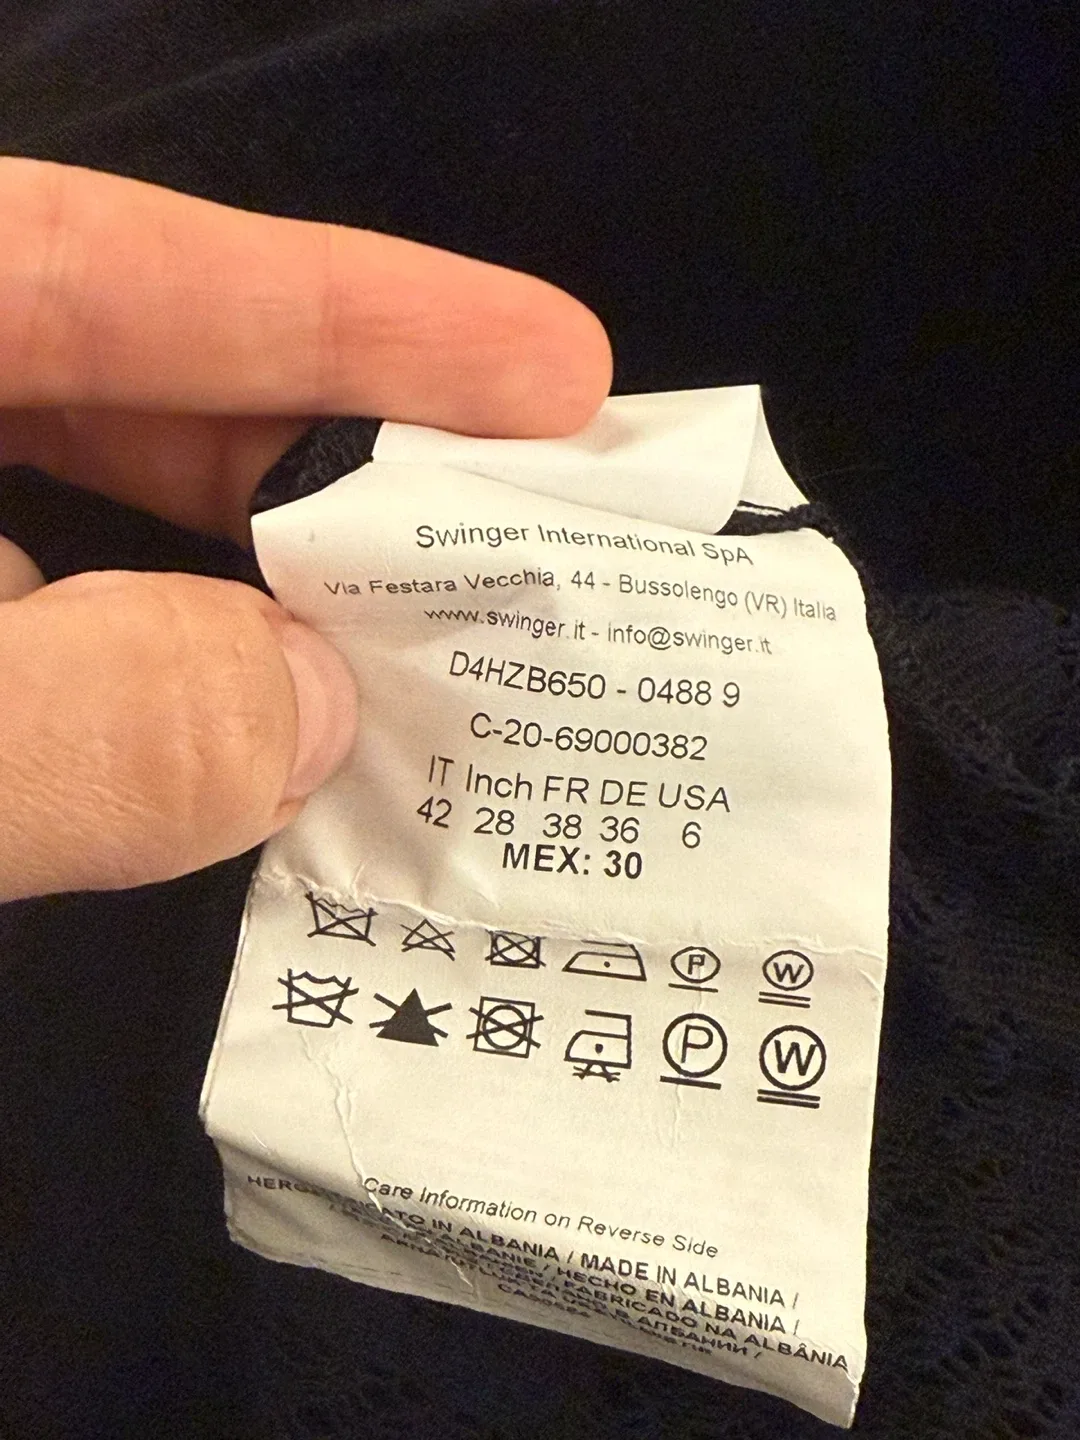 Swinger International SpA
Via Festara Vecchia, 44 - Bussolengo (VR) Italia
www.swinger.it - info@swinger.it
D4HZB650 - 0488 9
C-20-69000382
IT Inch FR DE USA
42 28 38 36 6
MEX: 30
P W
P W
Care Information on Reverse Side
IN ALBANIA / MADE IN ALBANIA /
ALBANIE / HECHO EN ALBANIA /
FABRICADO NA ALBÂNIA
В АЛБАНИИ /